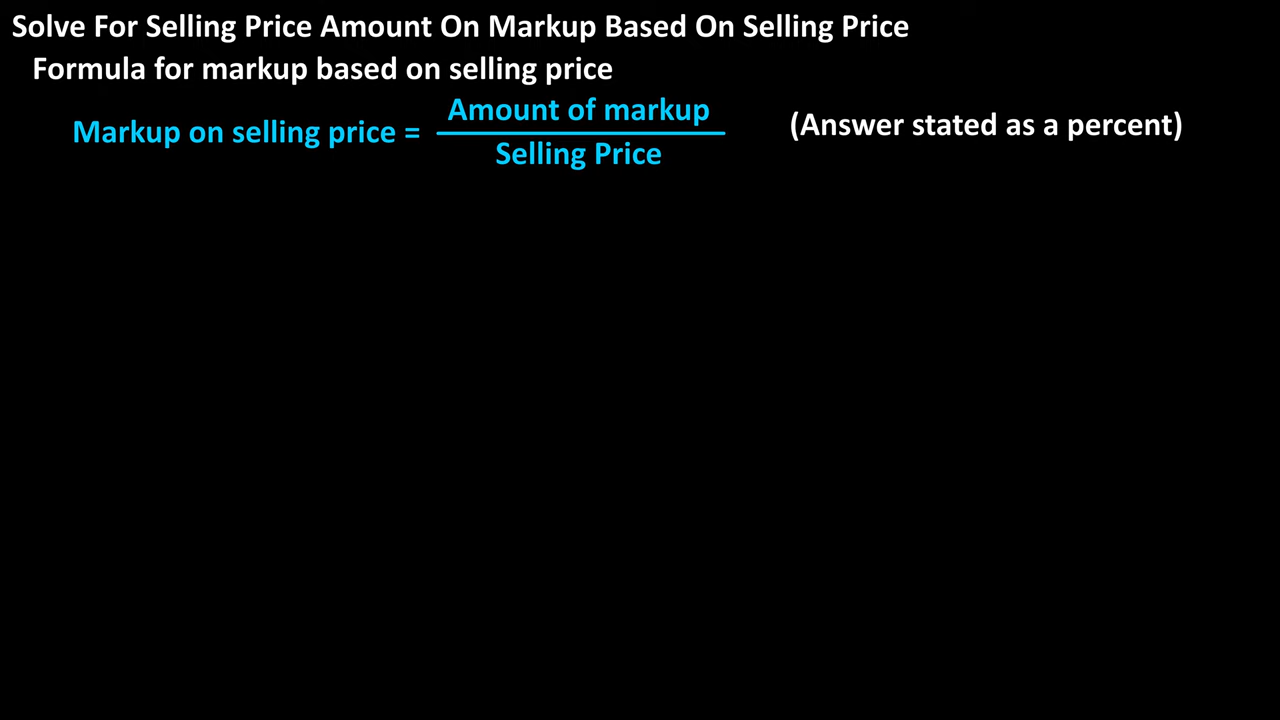 Solve For Selling Price Amount On Markup Based On Selling Price
Formula for markup based on selling price
Markup on selling price = Amount of markup / Selling Price (Answer stated as a percent)